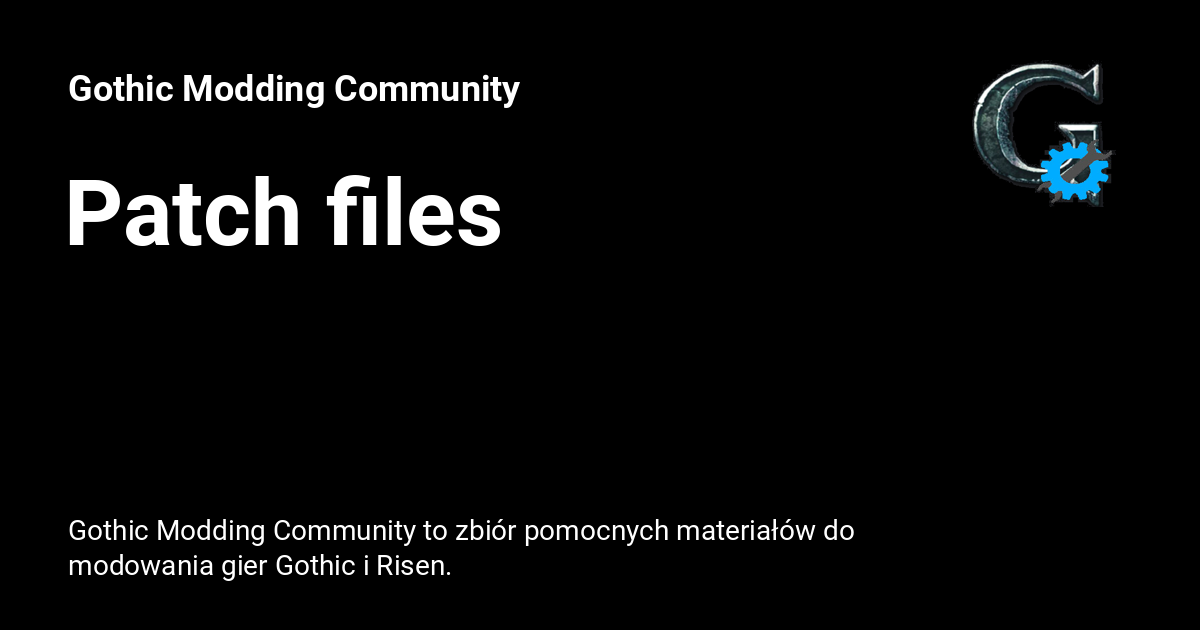 Gothic Modding Community
Patch files
Gothic Modding Community to zbiór pomocnych materiałów do
modowania gier Gothic i Risen.